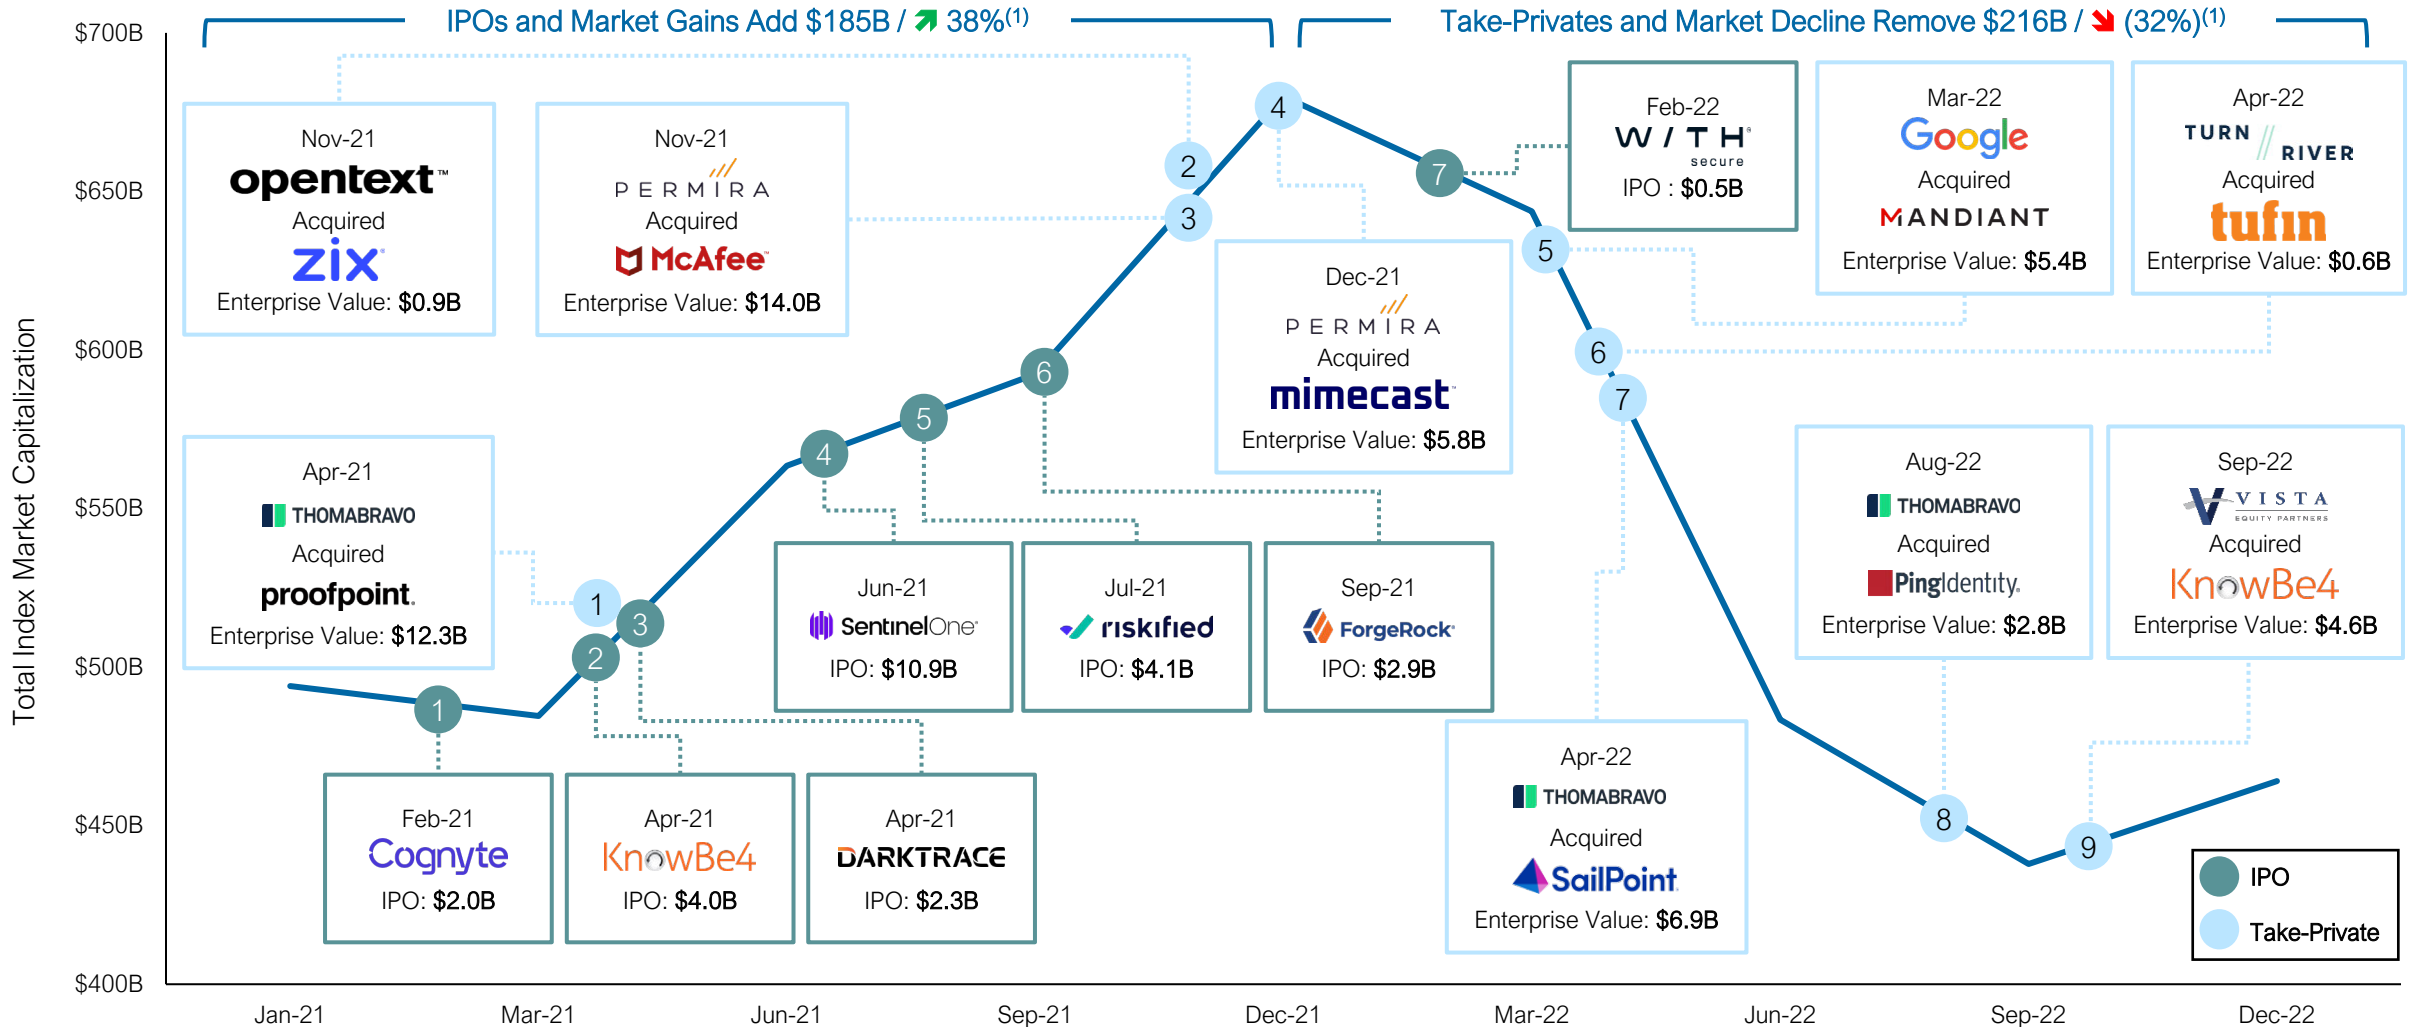 IPOs and Market Gains Add $185B / 38%(1)
Take-Privates and Market Decline Remove $216B / (32%)(1)
Total Index Market Capitalization
$700B
$650B
$600B
$550B
$500B
$450B
$400B
Nov-21
opentext™
Acquired
zix
Enterprise Value: $0.9B
Nov-21
PERMIRA
Acquired
McAfee™
Enterprise Value: $14.0B
Apr-21
THOMABRAVO
Acquired
proofpoint.
Enterprise Value: $12.3B
Feb-21
Cognyte
IPO: $2.0B
Apr-21
KnowBe4
IPO: $4.0B
Apr-21
DARKTRACE
IPO: $2.3B
Jun-21
SentinelOne
IPO: $10.9B
Jul-21
riskified
IPO: $4.1B
Sep-21
ForgeRock
IPO: $2.9B
Dec-21
PERMIRA
Acquired
mimecast
Enterprise Value: $5.8B
Feb-22
W/TH
secure
IPO : $0.5B
Mar-22
Google
Acquired
MANDIANT
Enterprise Value: $5.4B
Apr-22
TURN // RIVER
Acquired
tufin
Enterprise Value: $0.6B
Apr-22
THOMABRAVO
Acquired
SailPoint
Enterprise Value: $6.9B
Aug-22
THOMABRAVO
Acquired
PingIdentity.
Enterprise Value: $2.8B
Sep-22
VISTA
EQUITY PARTNERS
Acquired
KnowBe4
Enterprise Value: $4.6B
1
2
3
4
5
6
7
1
2
3
4
5
6
7
8
9
IPO
Take-Private
Jan-21
Mar-21
Jun-21
Sep-21
Dec-21
Mar-22
Jun-22
Sep-22
Dec-22